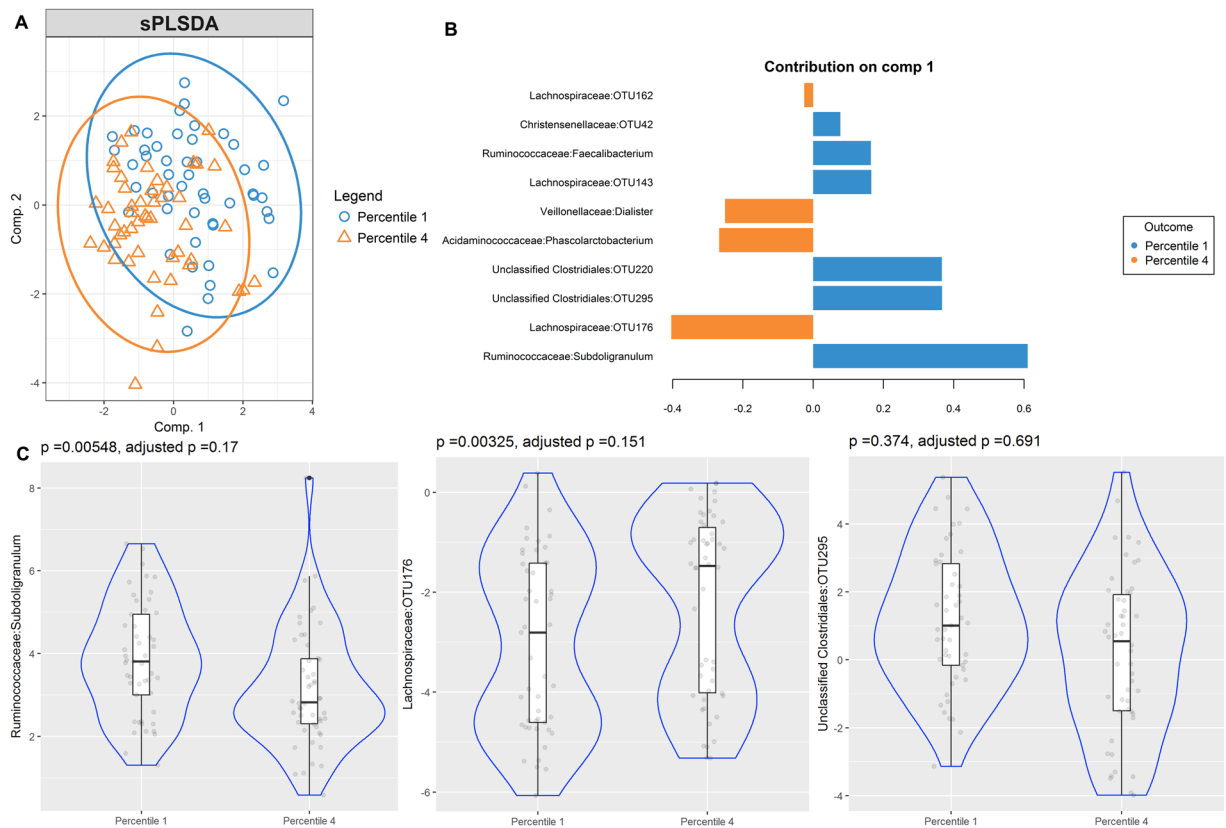 A
sPLSDA
2
0
-2
-4
-2
0
2
4
Comp. 1
Comp. 2
Legend
Percentile 1
Percentile 4
B
Contribution on comp 1
Lachnospiraceae:OTU162
Christensenellaceae:OTU42
Ruminococcaceae:Faecalibacterium
Lachnospiraceae:OTU143
Veillonellaceae:Dialister
Acidaminococcaceae:Phascolarctobacterium
Unclassified Clostridiales:OTU220
Unclassified Clostridiales:OTU295
Lachnospiraceae:OTU176
Ruminococcaceae:Subdoligranulum
-0.4
-0.2
0.0
0.2
0.4
0.6
Outcome
Percentile 1
Percentile 4
C
p =0.00548, adjusted p =0.17
Ruminococcaceae:Subdoligranulum
8
6
4
2
Percentile 1
Percentile 4
p =0.00325, adjusted p =0.151
Lachnospiraceae:OTU176
0
-2
-4
-6
Percentile 1
Percentile 4
p =0.374, adjusted p =0.691
Unclassified Clostridiales:OTU295
4
2
0
-2
-4
Percentile 1
Percentile 4